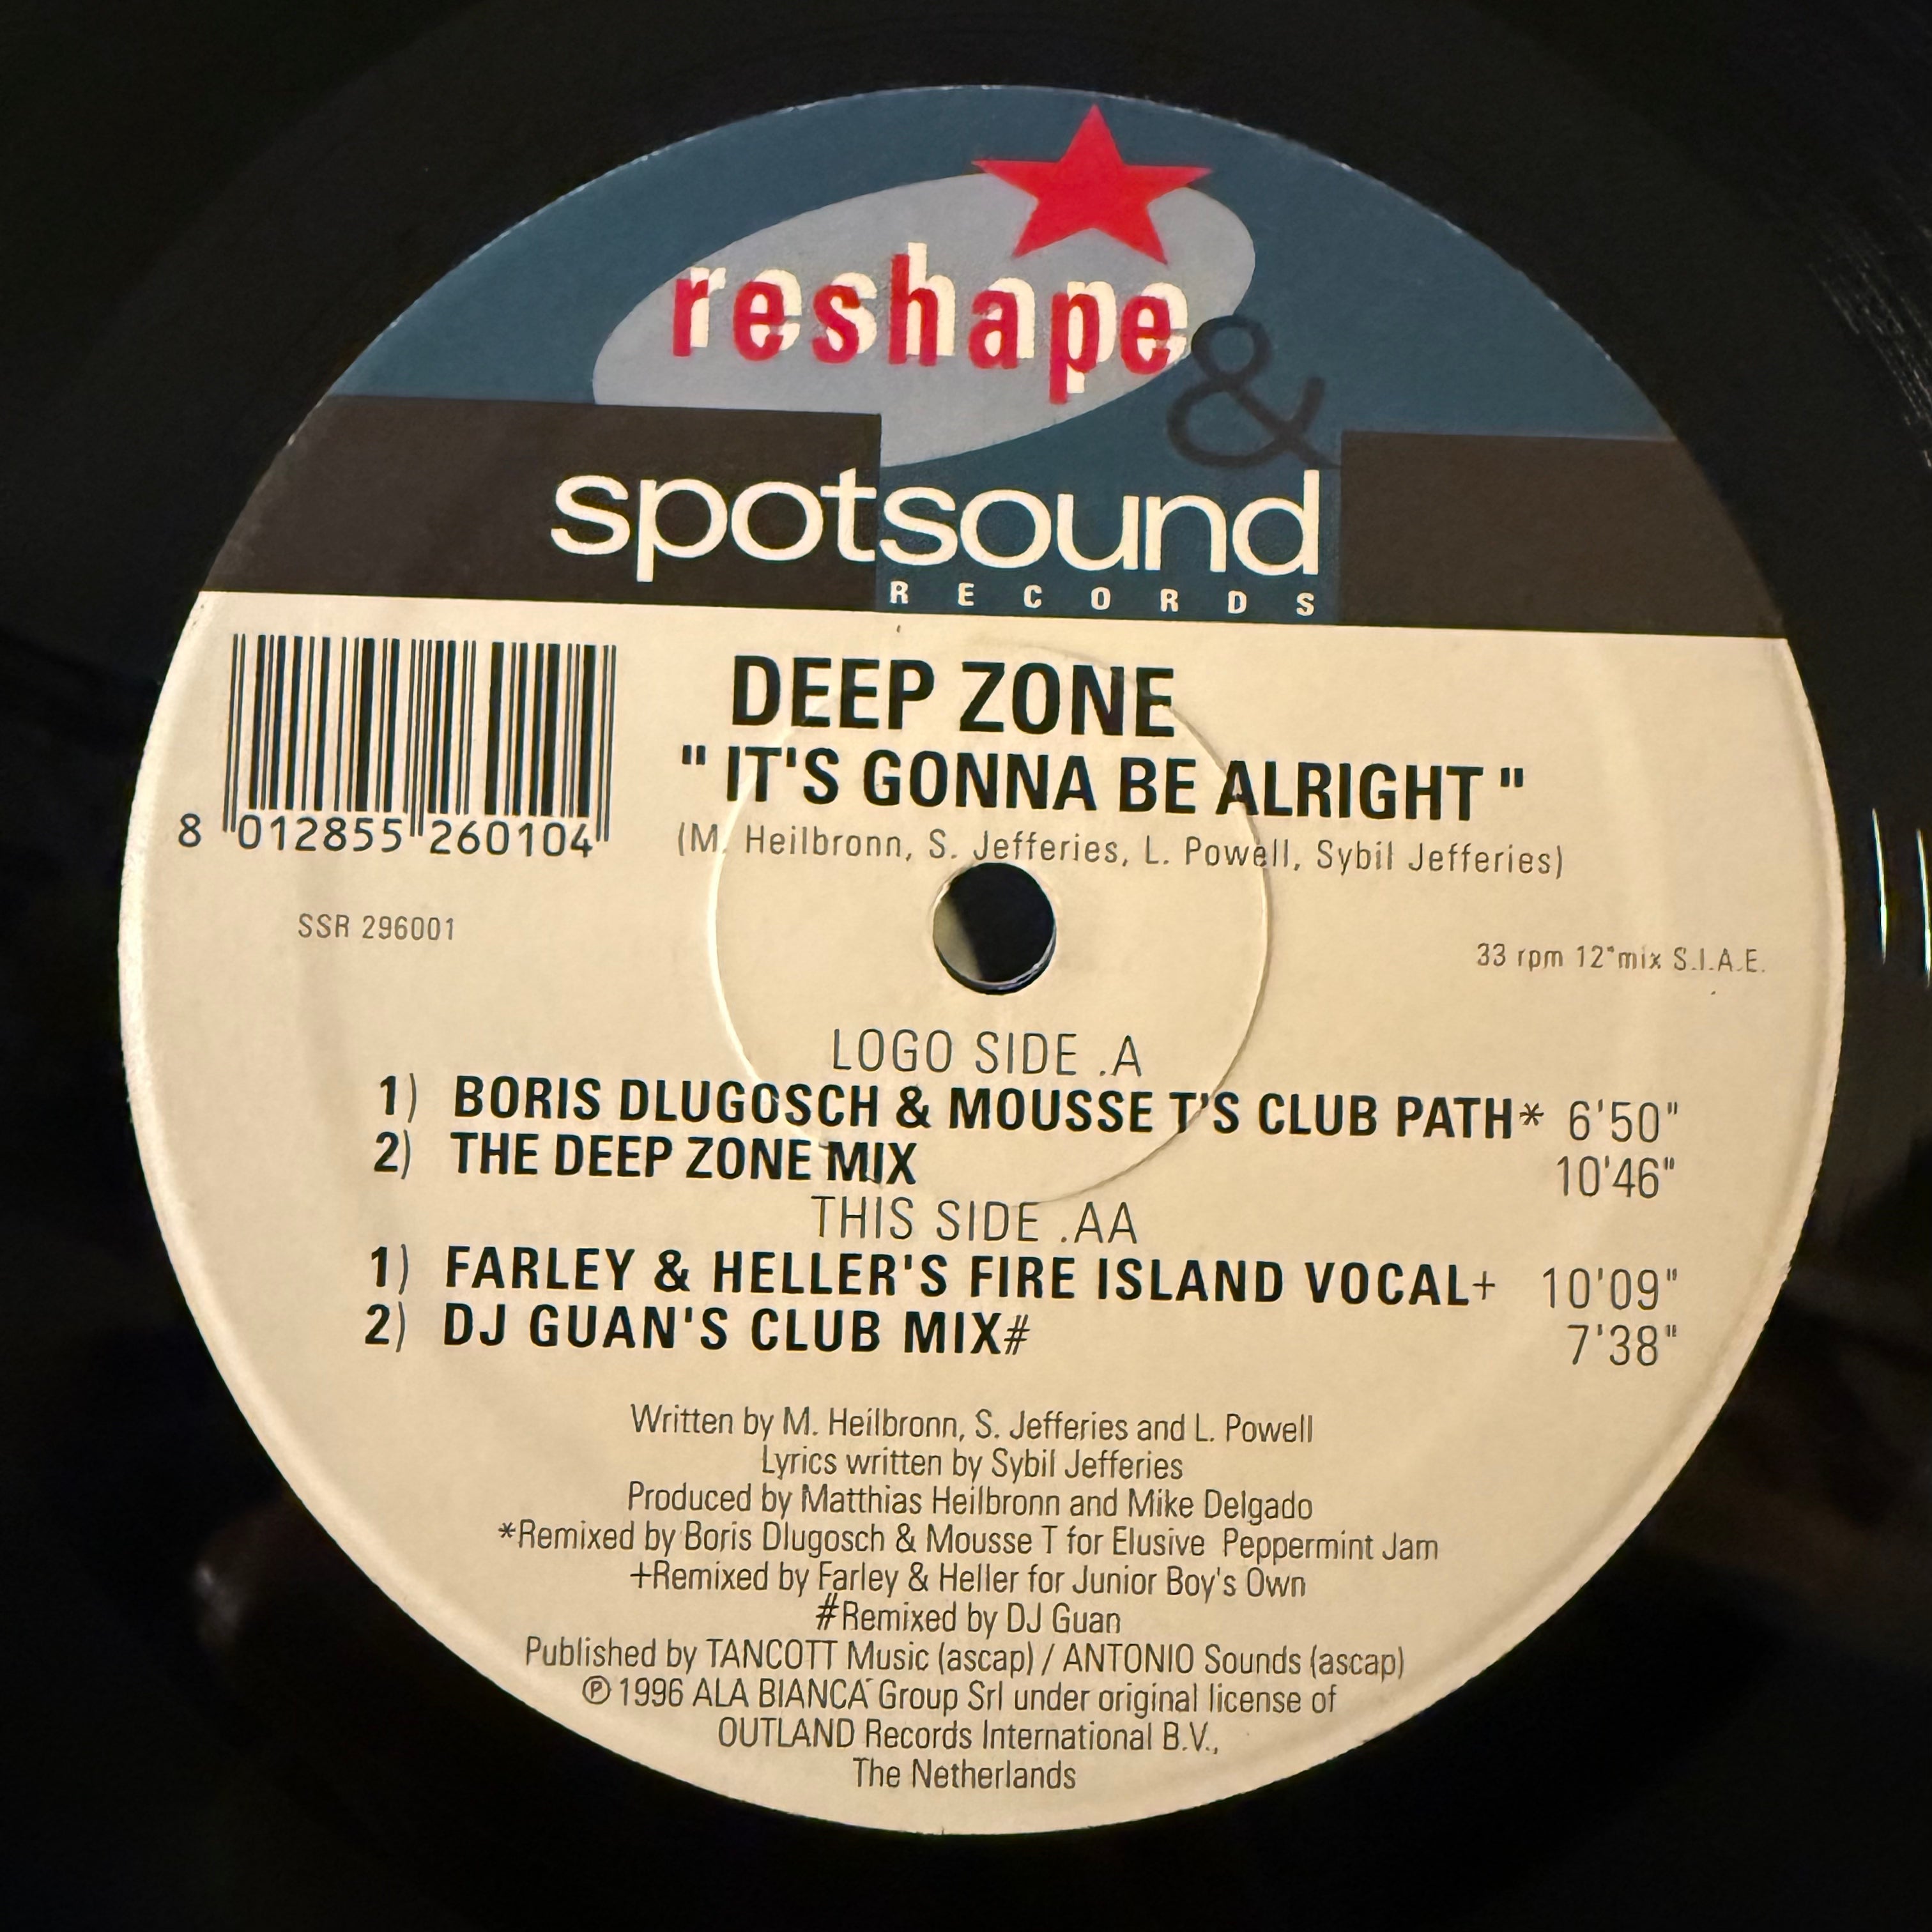 reshape
&
spotsound
RECORDS
DEEP ZONE
" IT'S GONNA BE ALRIGHT "
(M. Heilbronn, S. Jefferies, L. Powell, Sybil Jefferies)
8 012855 260104
SSR 296001
33 rpm 12"mix S.I.A.E.
LOGO SIDE .A
1) BORIS DLUGOSCH & MOUSSE T'S CLUB PATH* 6'50"
2) THE DEEP ZONE MIX 10'46"
THIS SIDE .AA
1) FARLEY & HELLER'S FIRE ISLAND VOCAL+ 10'09"
2) DJ GUAN'S CLUB MIX# 7'38"
Written by M. Heilbronn, S. Jefferies and L. Powell
Lyrics written by Sybil Jefferies
Produced by Matthias Heilbronn and Mike Delgado
*Remixed by Boris Dlugosch & Mousse T for Elusive Peppermint Jam
+Remixed by Farley & Heller for Junior Boy's Own
#Remixed by DJ Guan
Published by TANCOTT Music (ascap) / ANTONIO Sounds (ascap)
℗ 1996 ALA BIANCA Group Srl under original license of
OUTLAND Records International B.V.,
The Netherlands